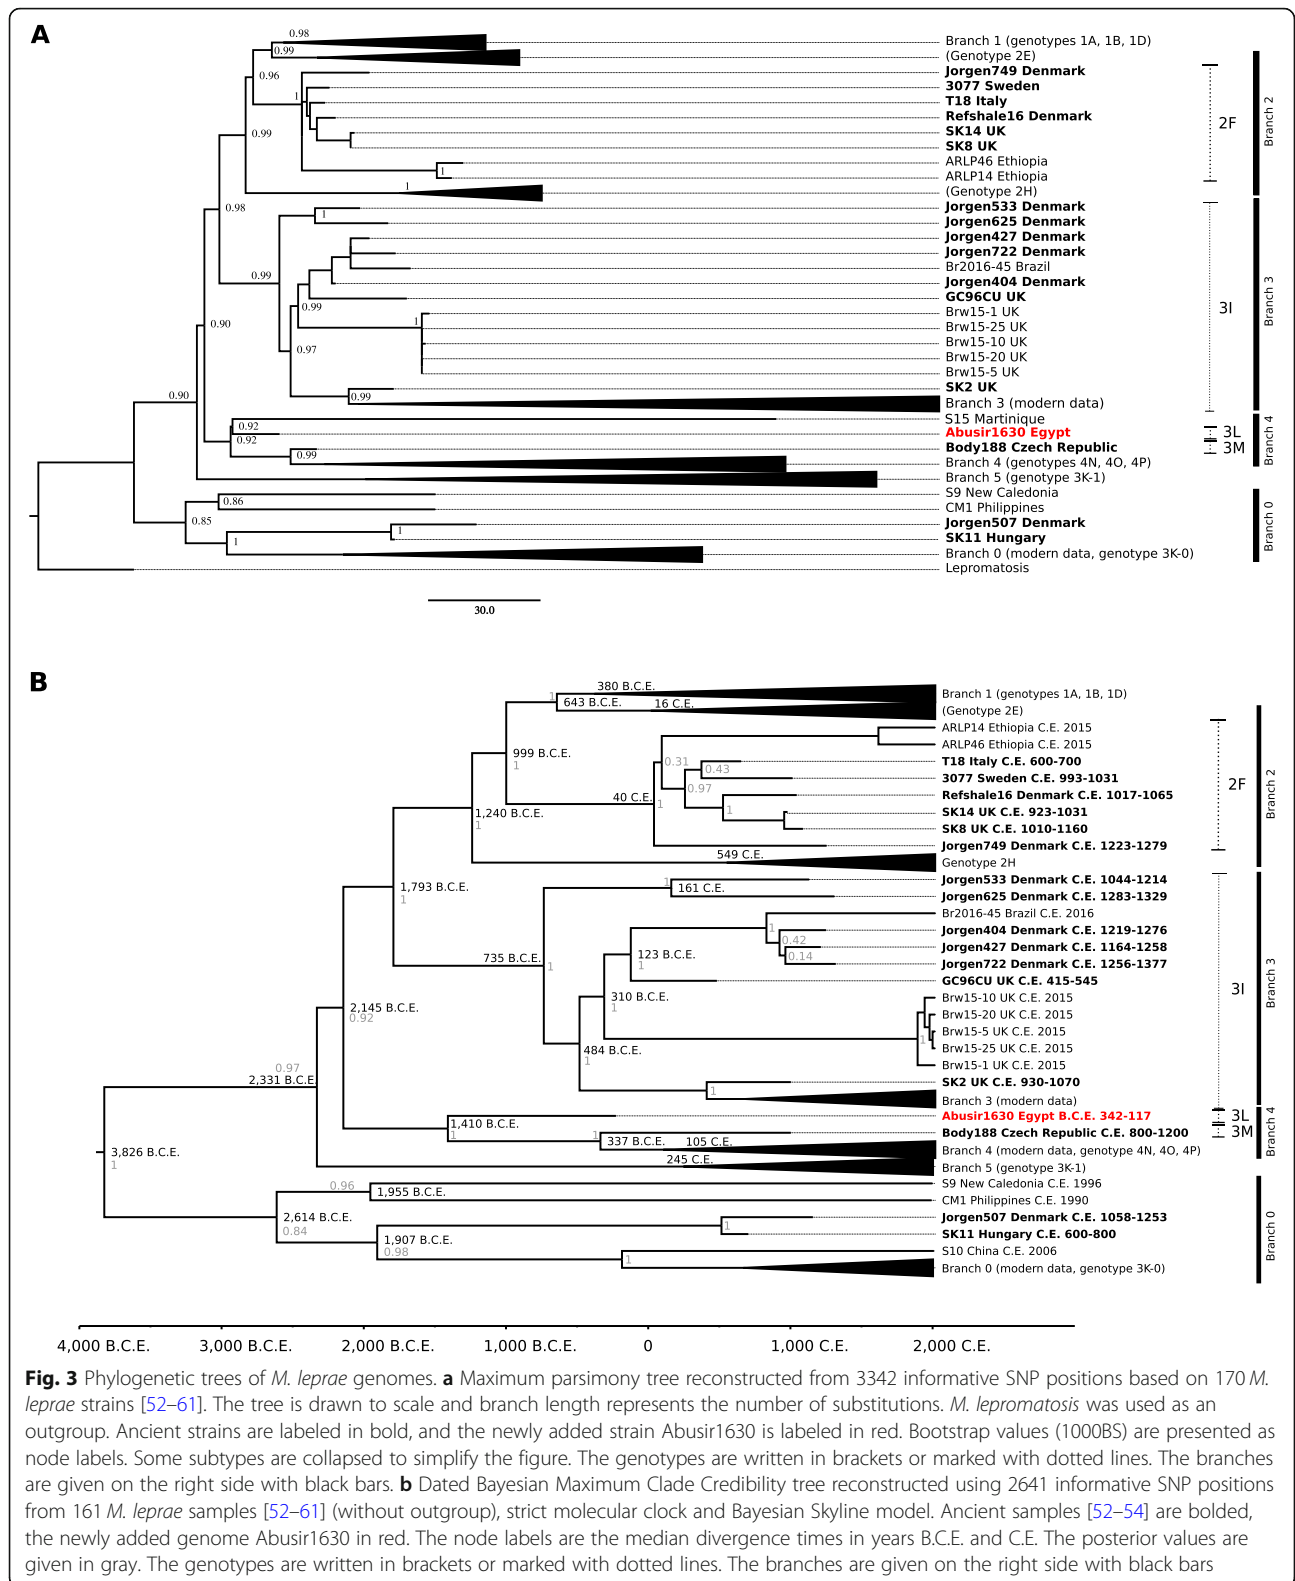 A
0.98
Branch 1 (genotypes 1A, 1B, 1D)
0.99
(Genotype 2E)
0.96
Jorgen749 Denmark
3077 Sweden
1
T18 Italy
Refshale16 Denmark
0.99
SK14 UK
SK8 UK
ARLP46 Ethiopia
1
ARLP14 Ethiopia
1
(Genotype 2H)
2F
Branch 2
0.98
Jorgen533 Denmark
1
Jorgen625 Denmark
Jorgen427 Denmark
Jorgen722 Denmark
Br2016-45 Brazil
0.99
Jorgen404 Denmark
GC96CU UK
0.99
Brw15-1 UK
1
0.90
Brw15-25 UK
Brw15-10 UK
0.97
Brw15-20 UK
Brw15-5 UK
SK2 UK
0.99
0.90
Branch 3 (modern data)
3I
Branch 3
S15 Martinique
0.92
Abusir1630 Egypt
0.92
Body188 Czech Republic
0.99
Branch 4 (genotypes 4N, 4O, 4P)
3L
3M
Branch 4
Branch 5 (genotype 3K-1)
S9 New Caledonia
0.86
CM1 Philippines
0.85
Jorgen507 Denmark
1
SK11 Hungary
1
Branch 0 (modern data, genotype 3K-0)
Branch 0
Lepromatosis
30.0
B
380 B.C.E.
1
Branch 1 (genotypes 1A, 1B, 1D)
643 B.C.E.
16 C.E.
(Genotype 2E)
ARLP14 Ethiopia C.E. 2015
ARLP46 Ethiopia C.E. 2015
999 B.C.E.
1
0.31
T18 Italy C.E. 600-700
0.43
3077 Sweden C.E. 993-1031
0.97
Refshale16 Denmark C.E. 1017-1065
40 C.E.
1
1
SK14 UK C.E. 923-1031
1,240 B.C.E.
1
SK8 UK C.E. 1010-1160
Jorgen749 Denmark C.E. 1223-1279
549 C.E.
Genotype 2H
2F
Branch 2
Jorgen533 Denmark C.E. 1044-1214
1
161 C.E.
1,793 B.C.E.
1
Jorgen625 Denmark C.E. 1283-1329
Br2016-45 Brazil C.E. 2016
1
Jorgen404 Denmark C.E. 1219-1276
0.42
Jorgen427 Denmark C.E. 1164-1258
0.14
123 B.C.E.
1
Jorgen722 Denmark C.E. 1256-1377
735 B.C.E.
1
GC96CU UK C.E. 415-545
310 B.C.E.
1
Brw15-10 UK C.E. 2015
2,145 B.C.E.
0.92
Brw15-20 UK C.E. 2015
Brw15-5 UK C.E. 2015
1
484 B.C.E.
1
Brw15-25 UK C.E. 2015
Brw15-1 UK C.E. 2015
0.97
2,331 B.C.E.
SK2 UK C.E. 930-1070
1
Branch 3 (modern data)
3I
Branch 3
Abusir1630 Egypt B.C.E. 342-117
1,410 B.C.E.
1
Body188 Czech Republic C.E. 800-1200
1
337 B.C.E.
105 C.E.
Branch 4 (modern data, genotype 4N, 4O, 4P)
3L
3M
Branch 4
3,826 B.C.E.
1
245 C.E.
Branch 5 (genotype 3K-1)
0.96
S9 New Caledonia C.E. 1996
1,955 B.C.E.
CM1 Philippines C.E. 1990
2,614 B.C.E.
0.84
Jorgen507 Denmark C.E. 1058-1253
1
SK11 Hungary C.E. 600-800
1,907 B.C.E.
0.98
S10 China C.E. 2006
1
Branch 0 (modern data, genotype 3K-0)
Branch 0
4,000 B.C.E. 3,000 B.C.E. 2,000 B.C.E. 1,000 B.C.E. 0 1,000 C.E. 2,000 C.E.
Fig. 3 Phylogenetic trees of M. leprae genomes. a Maximum parsimony tree reconstructed from 3342 informative SNP positions based on 170 M.
leprae strains [52–61]. The tree is drawn to scale and branch length represents the number of substitutions. M. lepromatosis was used as an
outgroup. Ancient strains are labeled in bold, and the newly added strain Abusir1630 is labeled in red. Bootstrap values (1000BS) are presented as
node labels. Some subtypes are collapsed to simplify the figure. The genotypes are written in brackets or marked with dotted lines. The branches
are given on the right side with black bars. b Dated Bayesian Maximum Clade Credibility tree reconstructed using 2641 informative SNP positions
from 161 M. leprae samples [52–61] (without outgroup), strict molecular clock and Bayesian Skyline model. Ancient samples [52–54] are bolded,
the newly added genome Abusir1630 in red. The node labels are the median divergence times in years B.C.E. and C.E. The posterior values are
given in gray. The genotypes are written in brackets or marked with dotted lines. The branches are given on the right side with black bars